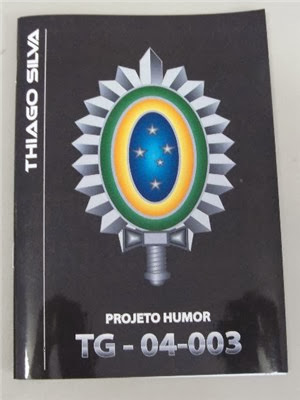 THIAGO SILVA
PROJETO HUMOR
TG - 04-003